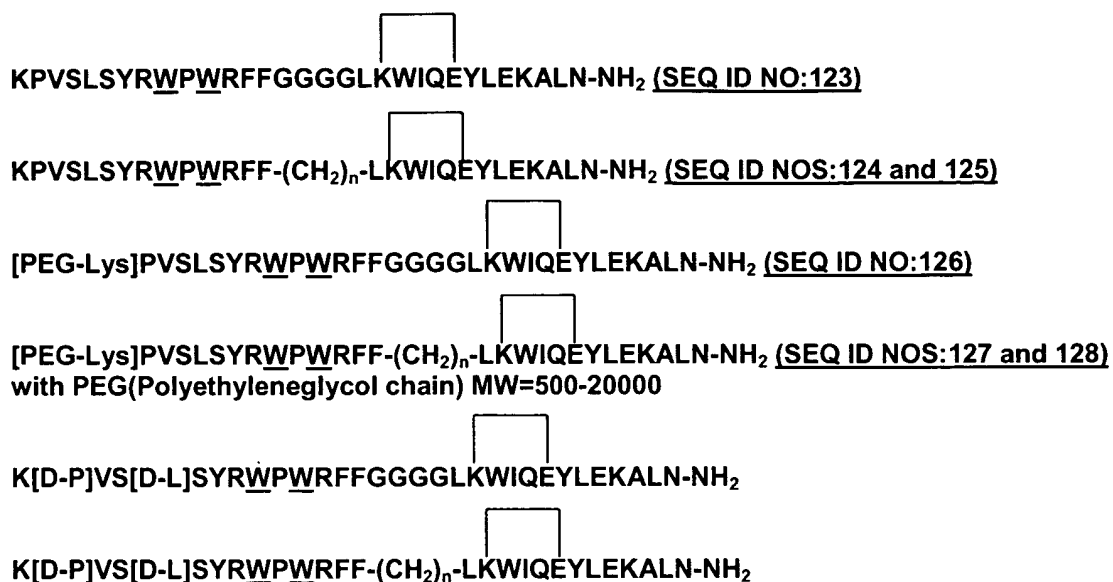 KPVSLSYRWPWRFFGGGGLKWIQEYLEKALN-NH₂ (SEQ ID NO:123)
KPVSLSYRWPWRFF-(CH₂)ₙ-LKWIQEYLEKALN-NH₂ (SEQ ID NOS:124 and 125)
[PEG-Lys]PVSLSYRWPWRFFGGGGLKWIQEYLEKALN-NH₂ (SEQ ID NO:126)
[PEG-Lys]PVSLSYRWPWRFF-(CH₂)ₙ-LKWIQEYLEKALN-NH₂ (SEQ ID NOS:127 and 128)
with PEG(Polyethyleneglycol chain) MW=500-20000
K[D-P]VS[D-L]SYRWPWRFFGGGGLKWIQEYLEKALN-NH₂
K[D-P]VS[D-L]SYRWPWRFF-(CH₂)ₙ-LKWIQEYLEKALN-NH₂